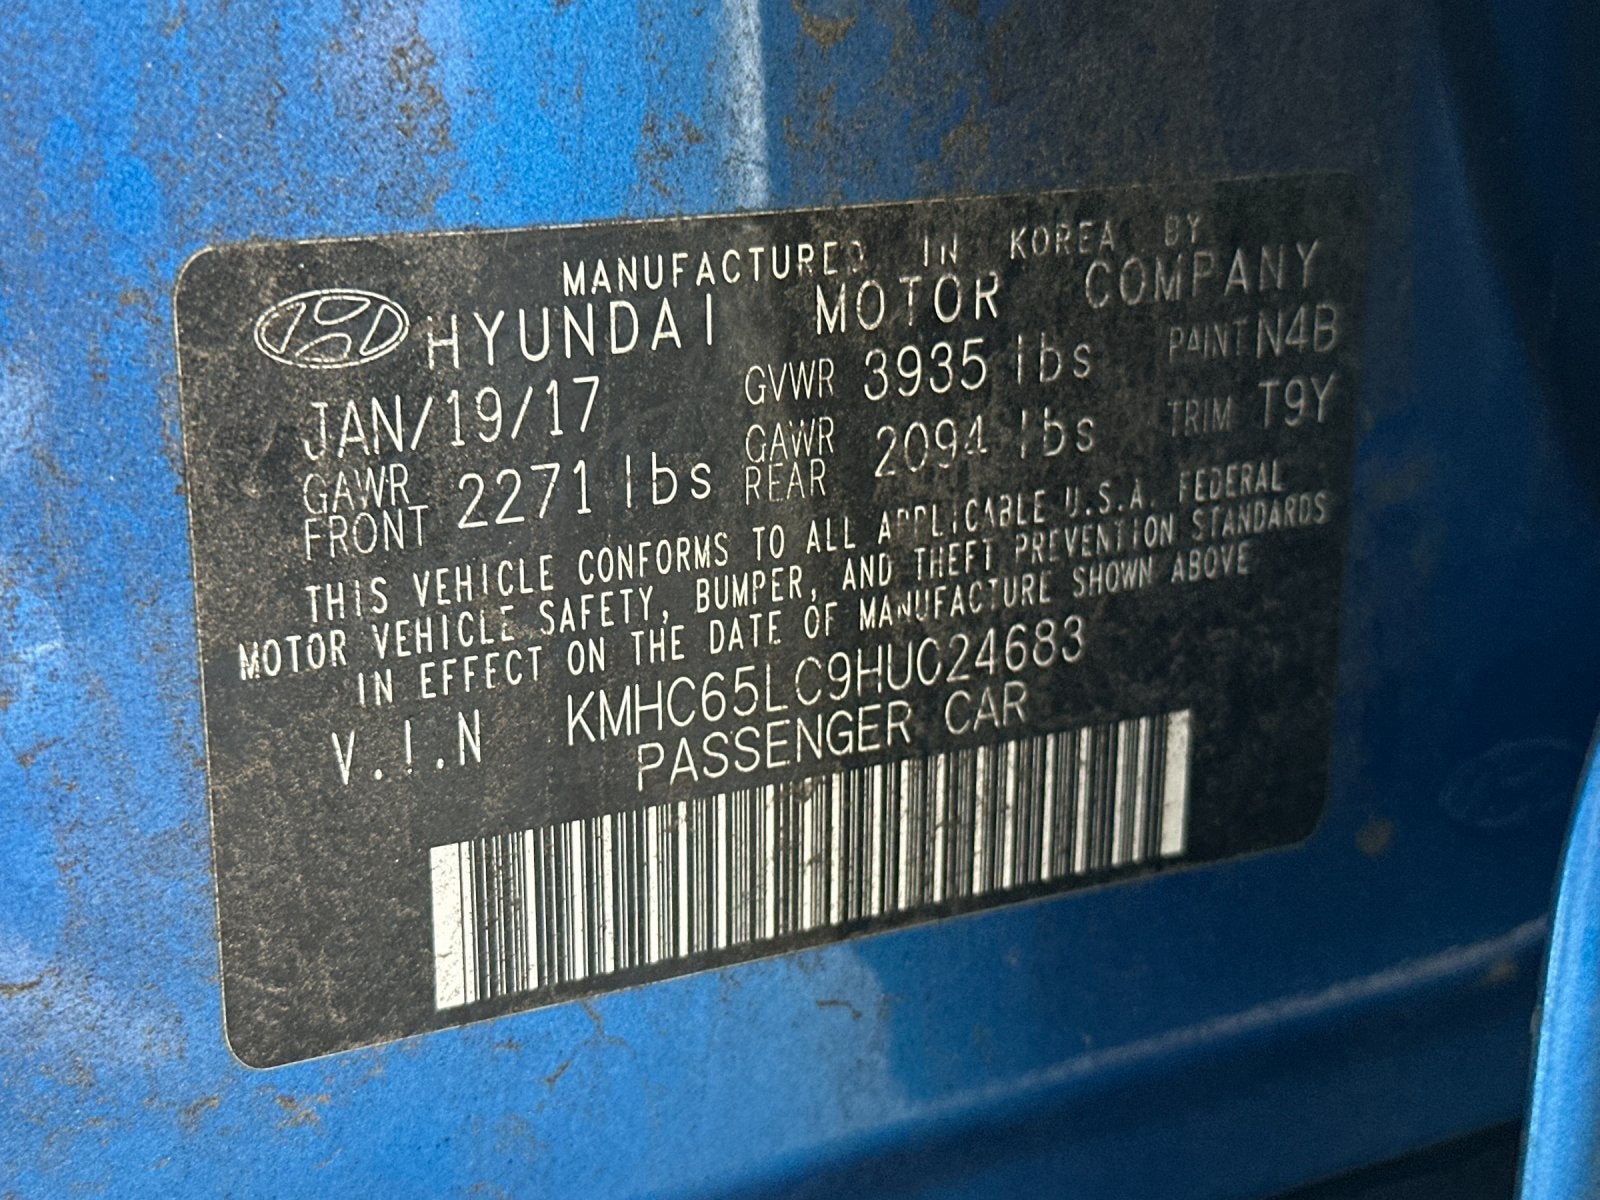 MANUFACTURED IN KOREA BY
HYUNDAI MOTOR COMPANY
JAN/19/17 GVWR 3935 lbs PAINT N4B
GAWR FRONT 2271 lbs GAWR REAR 2094 lbs TRIM T9Y
THIS VEHICLE CONFORMS TO ALL APPLICABLE U.S.A. FEDERAL
MOTOR VEHICLE SAFETY, BUMPER, AND THEFT PREVENTION STANDARDS
IN EFFECT ON THE DATE OF MANUFACTURE SHOWN ABOVE
V.I.N KMHC65LC9HU024683
PASSENGER CAR